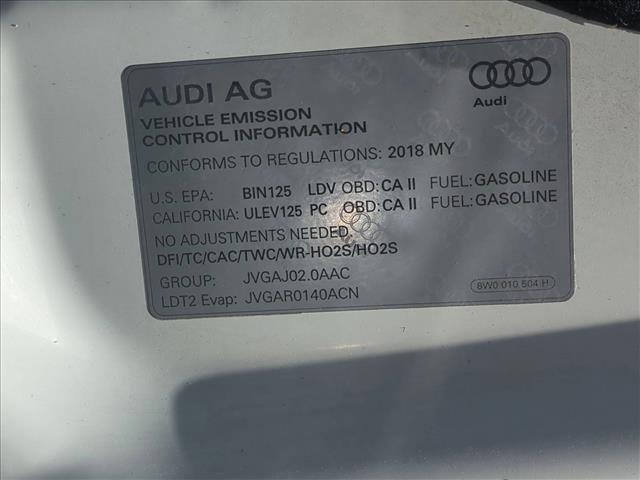 AUDI AG
Audi
VEHICLE EMISSION
CONTROL INFORMATION
CONFORMS TO REGULATIONS: 2018 MY
U.S. EPA: BIN125 LDV OBD: CA II FUEL: GASOLINE
CALIFORNIA: ULEV125 PC OBD: CA II FUEL: GASOLINE
NO ADJUSTMENTS NEEDED.
DFI/TC/CAC/TWC/WR-HO2S/HO2S
GROUP: JVGAJ02.0AAC
LDT2 Evap: JVGAR0140ACN
8W0 010 504 H